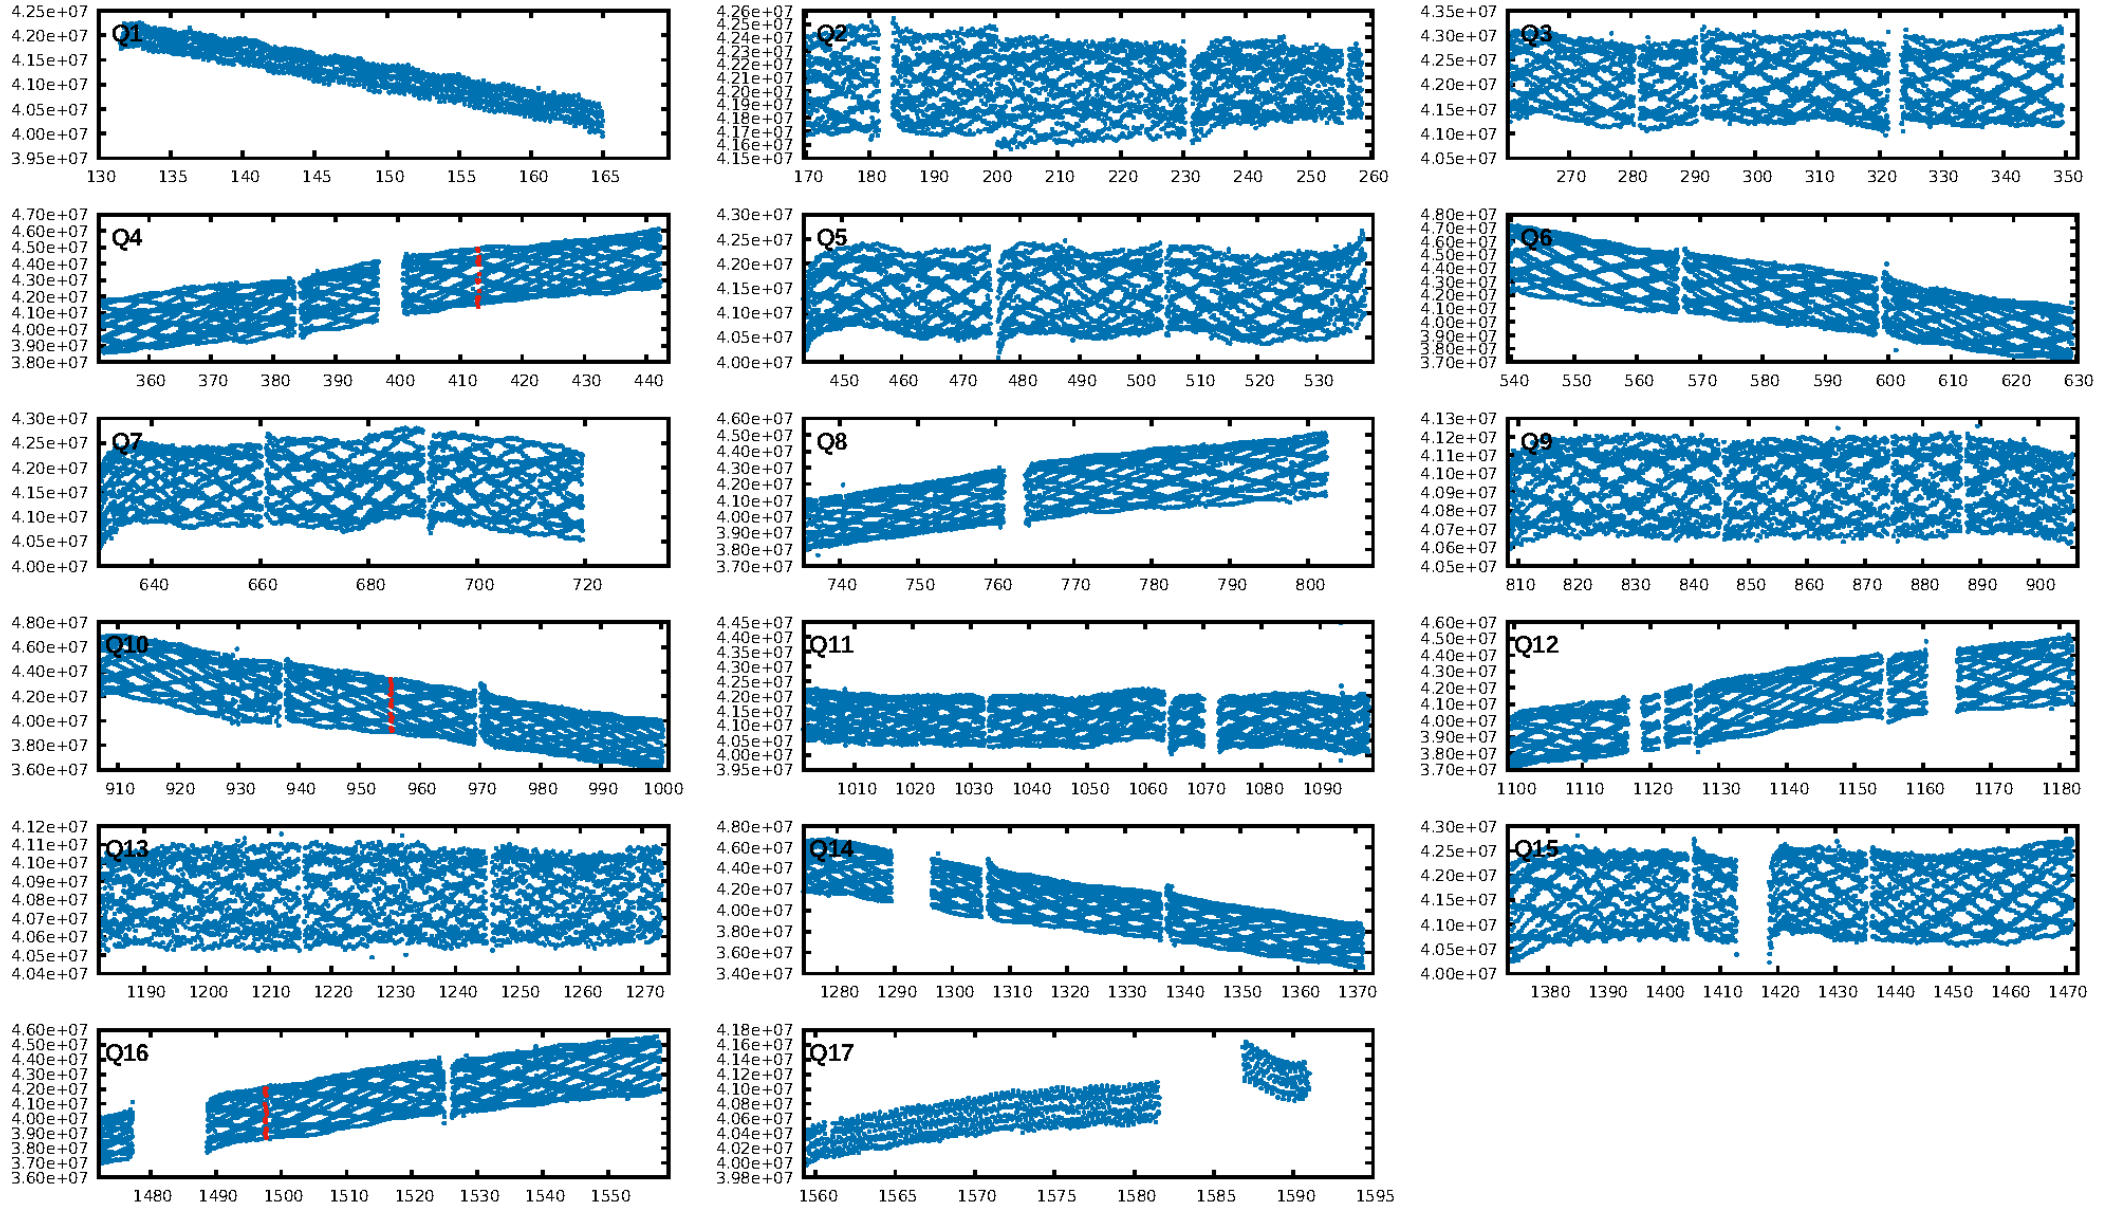 4.25e+07
4.20e+07
4.15e+07
4.10e+07
4.05e+07
4.00e+07
3.95e+07
Q1
130 135 140 145 150 155 160 165
4.26e+07
4.25e+07
4.24e+07
4.23e+07
4.22e+07
4.21e+07
4.20e+07
4.19e+07
4.18e+07
4.17e+07
4.16e+07
4.15e+07
Q2
170 180 190 200 210 220 230 240 250 260
4.35e+07
4.30e+07
4.25e+07
4.20e+07
4.15e+07
4.10e+07
4.05e+07
Q3
270 280 290 300 310 320 330 340 350
4.70e+07
4.60e+07
4.50e+07
4.40e+07
4.30e+07
4.20e+07
4.10e+07
4.00e+07
3.90e+07
3.80e+07
Q4
360 370 380 390 400 410 420 430 440
4.30e+07
4.25e+07
4.20e+07
4.15e+07
4.10e+07
4.05e+07
4.00e+07
Q5
450 460 470 480 490 500 510 520 530
4.80e+07
4.70e+07
4.60e+07
4.50e+07
4.40e+07
4.30e+07
4.20e+07
4.10e+07
4.00e+07
3.90e+07
3.80e+07
3.70e+07
Q6
540 550 560 570 580 590 600 610 620 630
4.30e+07
4.25e+07
4.20e+07
4.15e+07
4.10e+07
4.05e+07
4.00e+07
Q7
640 660 680 700 720
4.60e+07
4.50e+07
4.40e+07
4.30e+07
4.20e+07
4.10e+07
4.00e+07
3.90e+07
3.80e+07
3.70e+07
Q8
740 750 760 770 780 790 800
4.13e+07
4.12e+07
4.11e+07
4.10e+07
4.09e+07
4.08e+07
4.07e+07
4.06e+07
4.05e+07
Q9
810 820 830 840 850 860 870 880 890 900
4.80e+07
4.60e+07
4.40e+07
4.20e+07
4.00e+07
3.80e+07
3.60e+07
Q10
910 920 930 940 950 960 970 980 990 1000
4.45e+07
4.40e+07
4.35e+07
4.30e+07
4.25e+07
4.20e+07
4.15e+07
4.10e+07
4.05e+07
4.00e+07
3.95e+07
Q11
1010 1020 1030 1040 1050 1060 1070 1080 1090
4.60e+07
4.50e+07
4.40e+07
4.30e+07
4.20e+07
4.10e+07
4.00e+07
3.90e+07
3.80e+07
3.70e+07
Q12
1100 1110 1120 1130 1140 1150 1160 1170 1180
4.12e+07
4.11e+07
4.10e+07
4.09e+07
4.08e+07
4.07e+07
4.06e+07
4.05e+07
4.04e+07
Q13
1190 1200 1210 1220 1230 1240 1250 1260 1270
4.80e+07
4.60e+07
4.40e+07
4.20e+07
4.00e+07
3.80e+07
3.60e+07
3.40e+07
Q14
1280 1290 1300 1310 1320 1330 1340 1350 1360 1370
4.30e+07
4.25e+07
4.20e+07
4.15e+07
4.10e+07
4.05e+07
4.00e+07
Q15
1380 1390 1400 1410 1420 1430 1440 1450 1460 1470
4.60e+07
4.50e+07
4.40e+07
4.30e+07
4.20e+07
4.10e+07
4.00e+07
3.90e+07
3.80e+07
3.70e+07
3.60e+07
Q16
1480 1490 1500 1510 1520 1530 1540 1550
4.18e+07
4.16e+07
4.14e+07
4.12e+07
4.10e+07
4.08e+07
4.06e+07
4.04e+07
4.02e+07
4.00e+07
3.98e+07
Q17
1560 1565 1570 1575 1580 1585 1590 1595